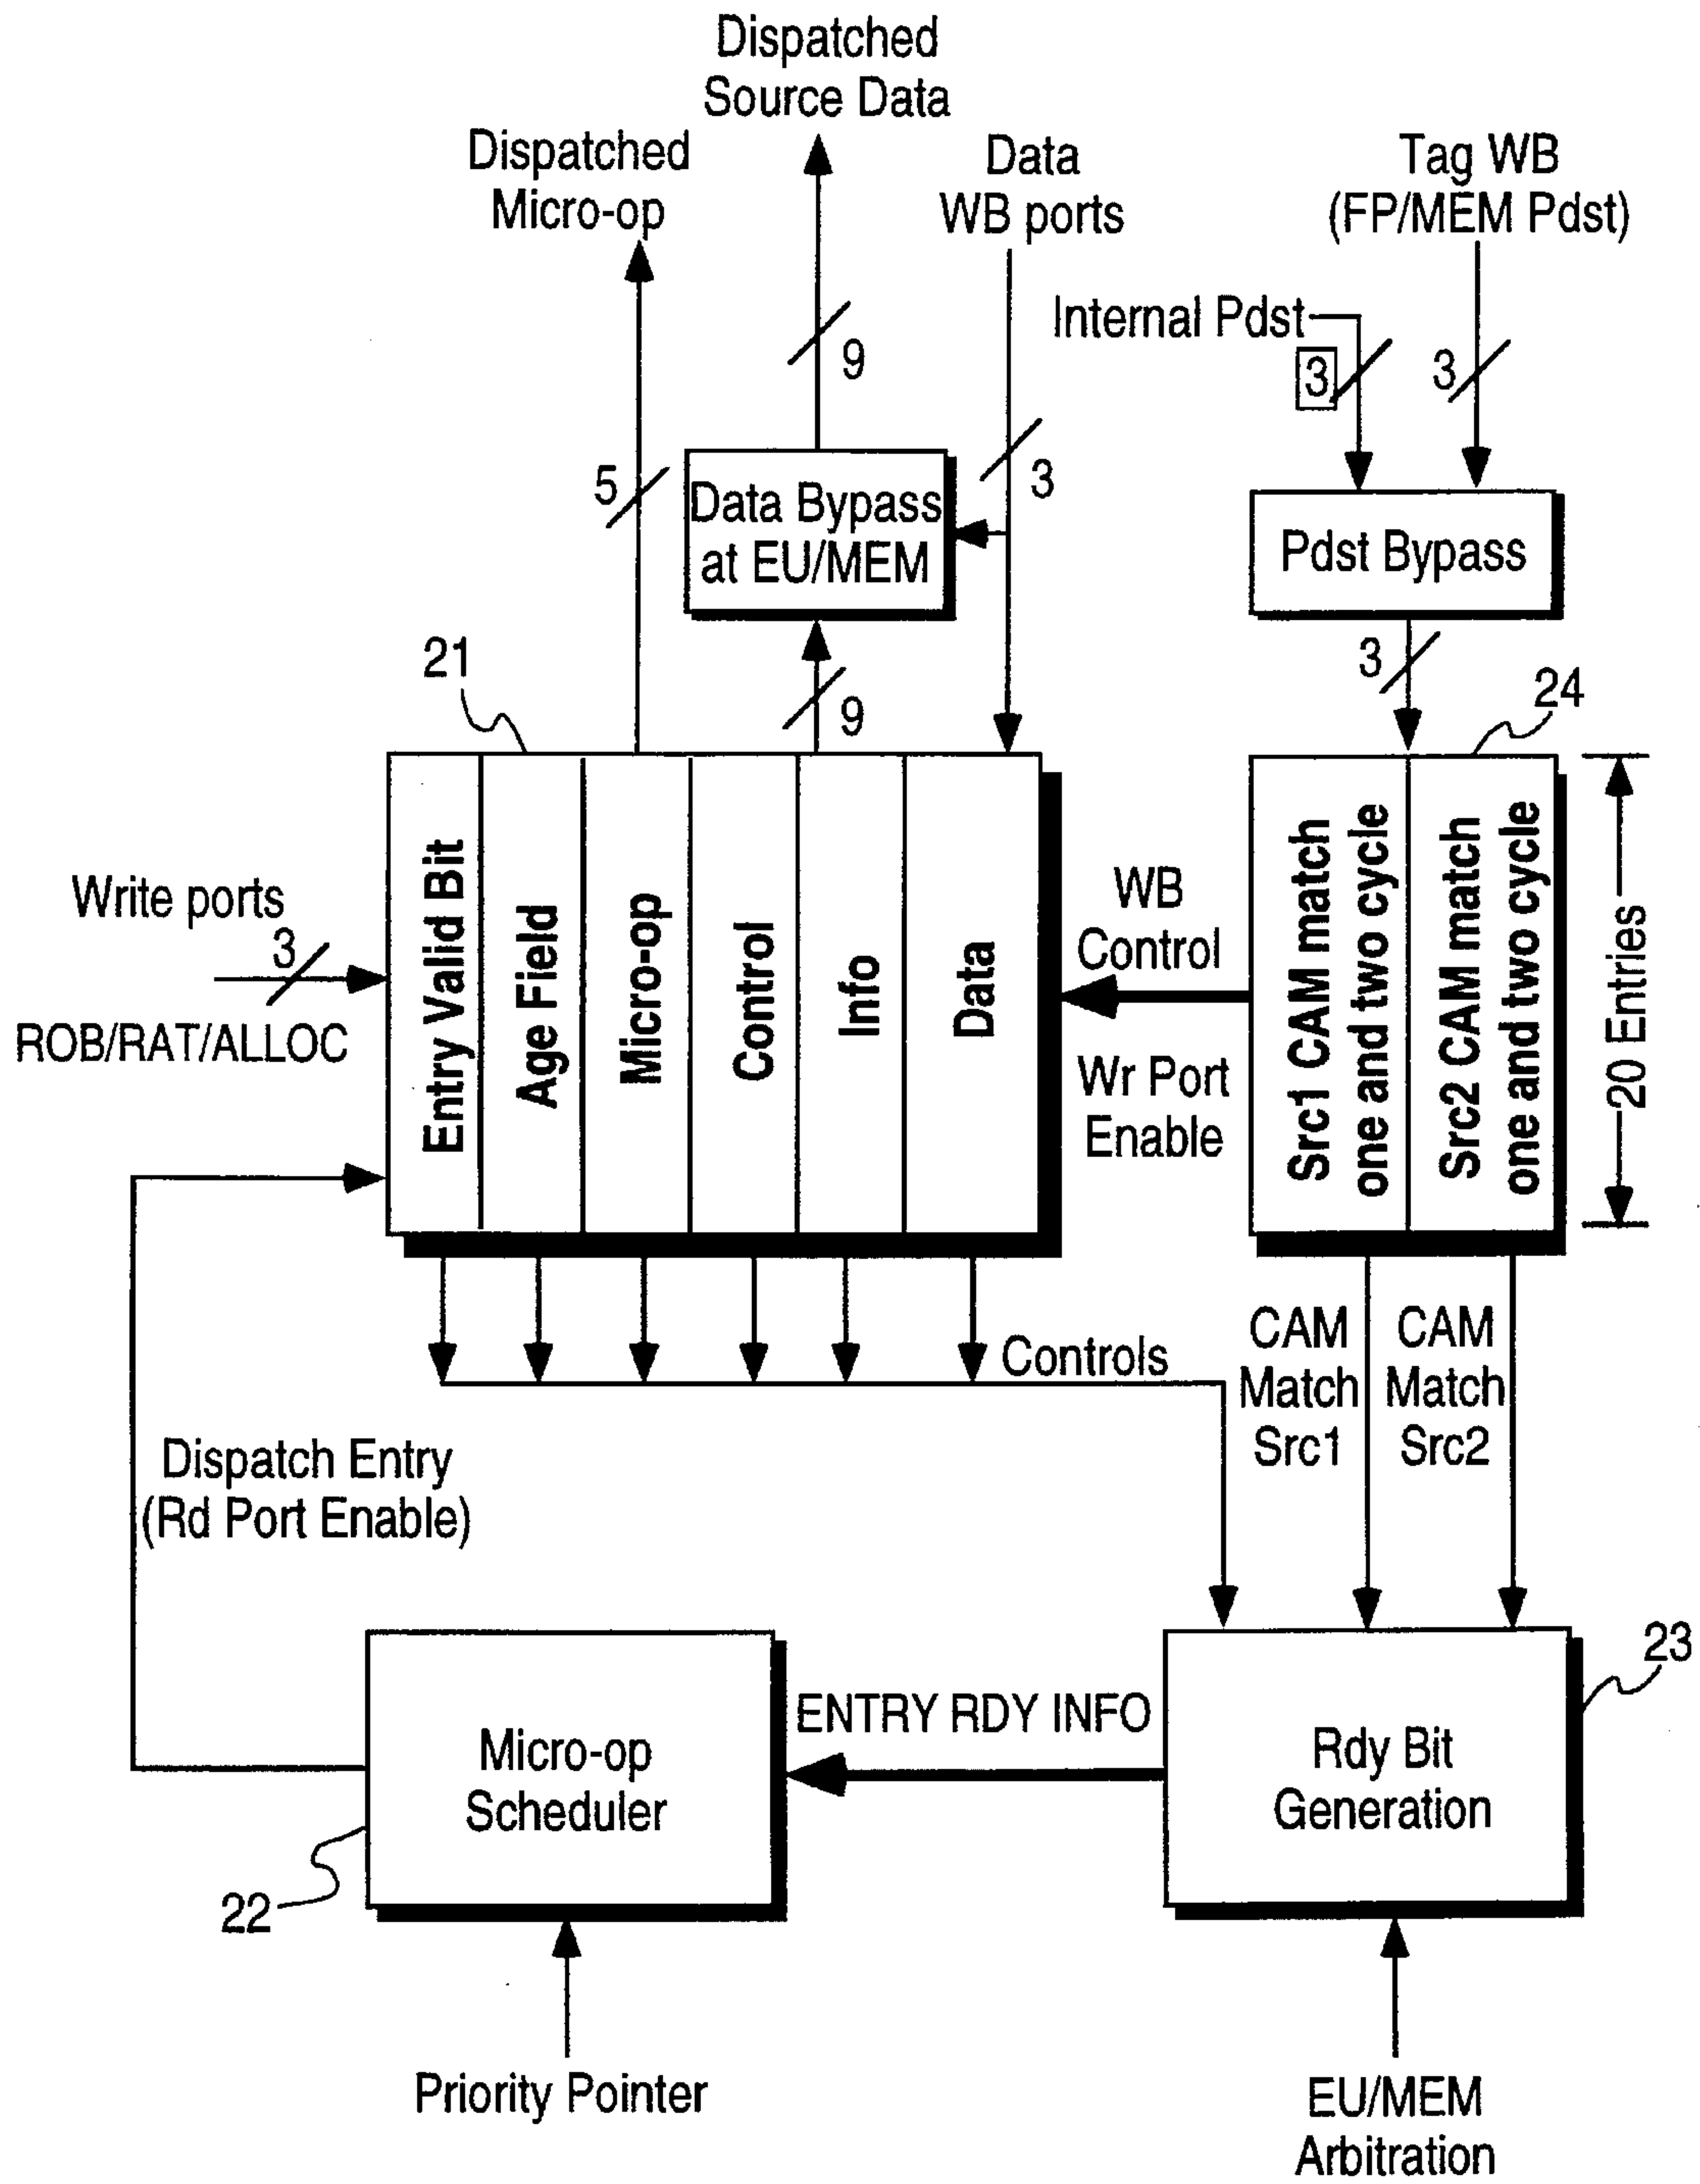 Dispatched
Source Data
Dispatched
Micro-op
Data
WB ports
Tag WB
(FP/MEM Pdst)
Internal Pdst
3
3
9
5
3
Data Bypass
at EU/MEM
Pdst Bypass
21
9
3
24
Write ports
3
ROB/RAT/ALLOC
Entry Valid Bit
Age Field
Micro-op
Control
Info
Data
WB
Control
Wr Port
Enable
Src1 CAM match
one and two cycle
Src2 CAM match
one and two cycle
20 Entries
Controls
CAM
Match
Src1
CAM
Match
Src2
Dispatch Entry
(Rd Port Enable)
Micro-op
Scheduler
22
ENTRY RDY INFO
Rdy Bit
Generation
23
Priority Pointer
EU/MEM
Arbitration